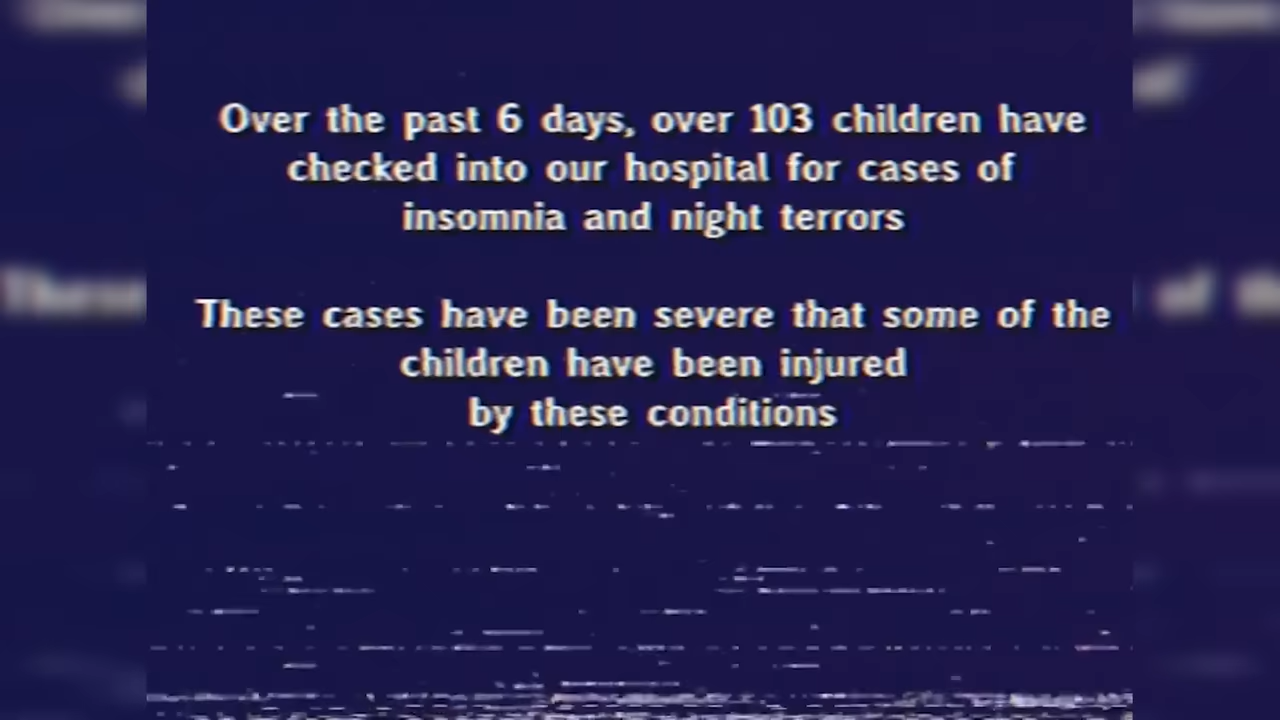 Over the past 6 days, over 103 children have
checked into our hospital for cases of
insomnia and night terrors
These cases have been severe that some of the
children have been injured
by these conditions